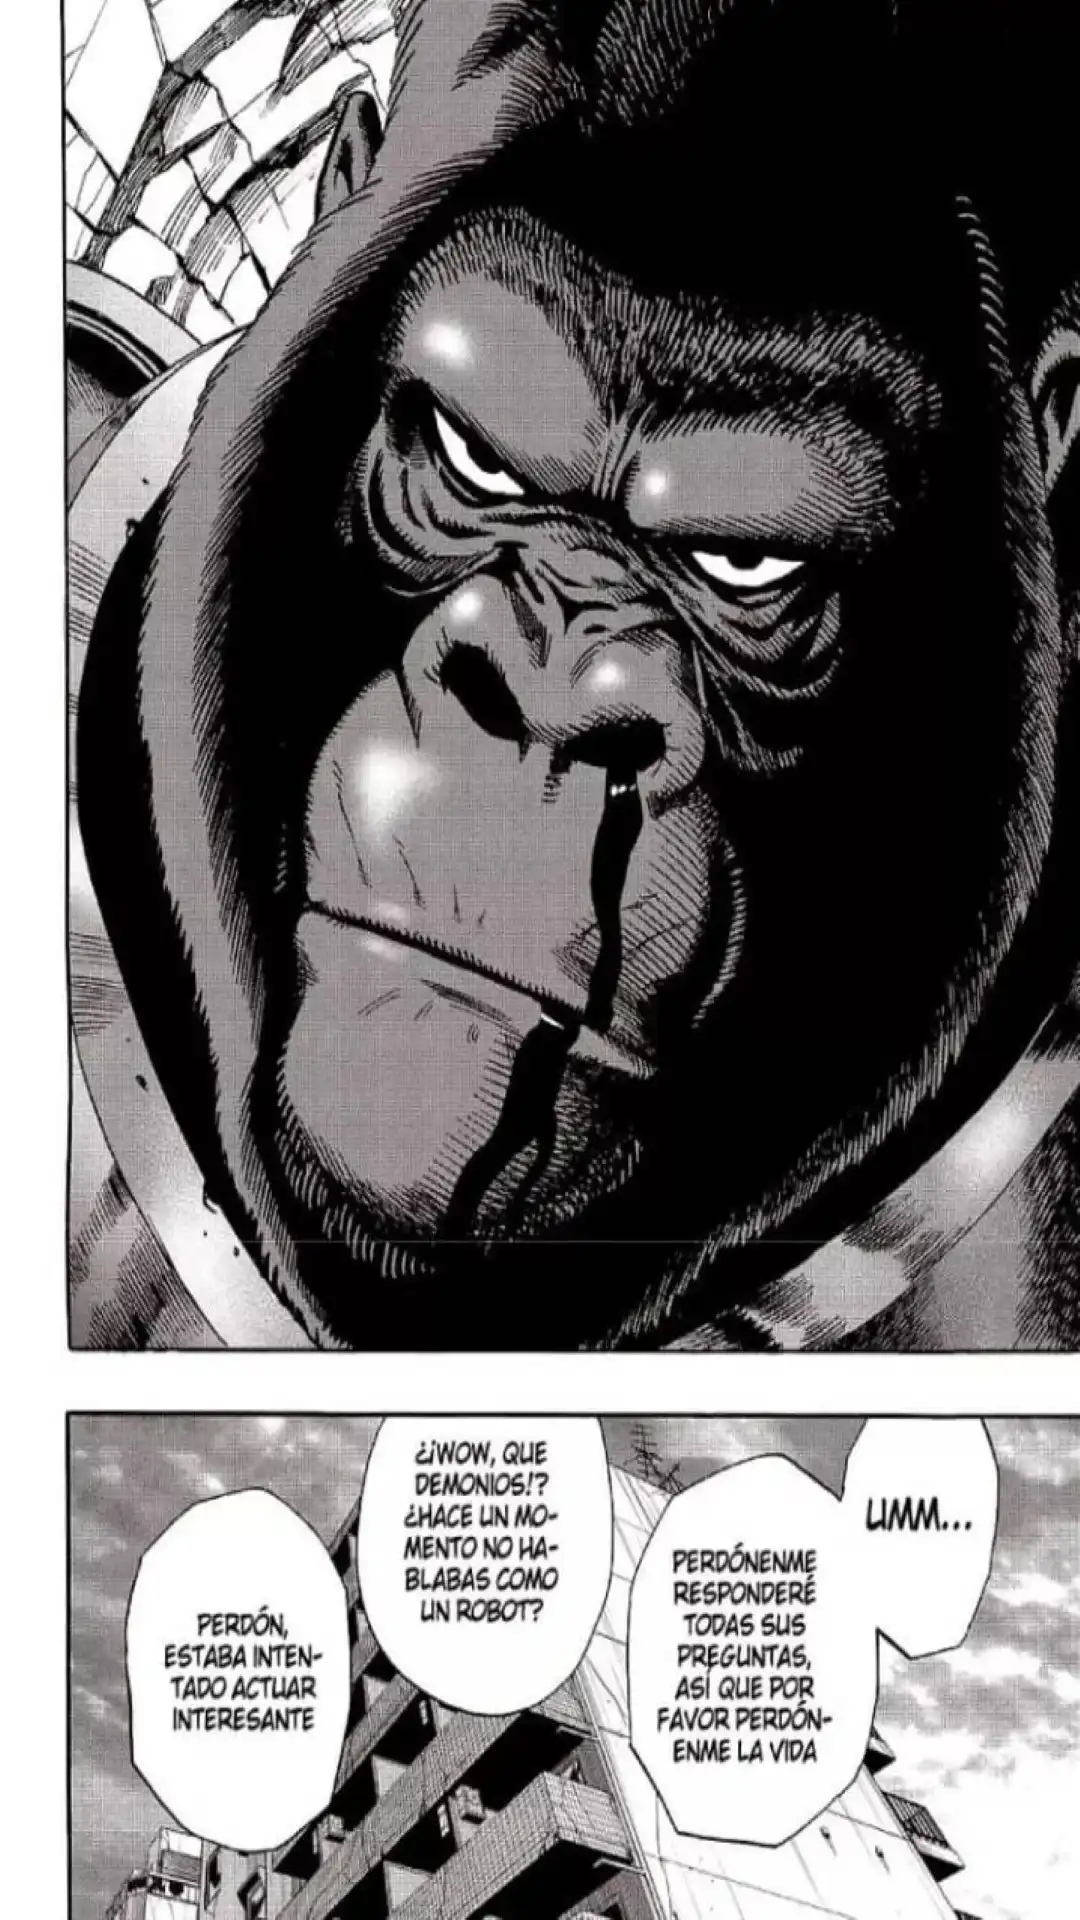 UMM...
PERDÓNENME
RESPONDERÉ
TODAS SUS
PREGUNTAS,
ASÍ QUE POR
FAVOR PERDÓN-
ENME LA VIDA
¿¡WOW, QUE
DEMONIOS!?
¿HACE UN MO-
MENTO NO HA-
BLABAS COMO
UN ROBOT?
PERDÓN,
ESTABA INTEN-
TADO ACTUAR
INTERESANTE